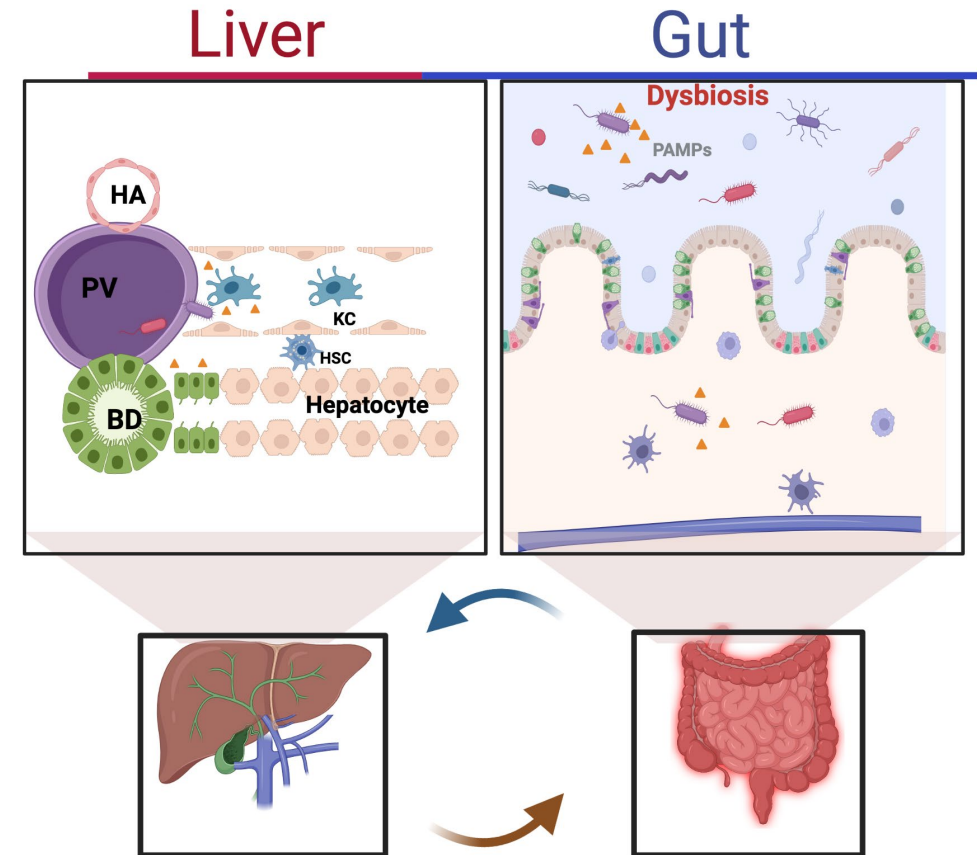 Liver
Gut
HA
PV
KC
HSC
Hepatocyte
BD
Dysbiosis
PAMPs